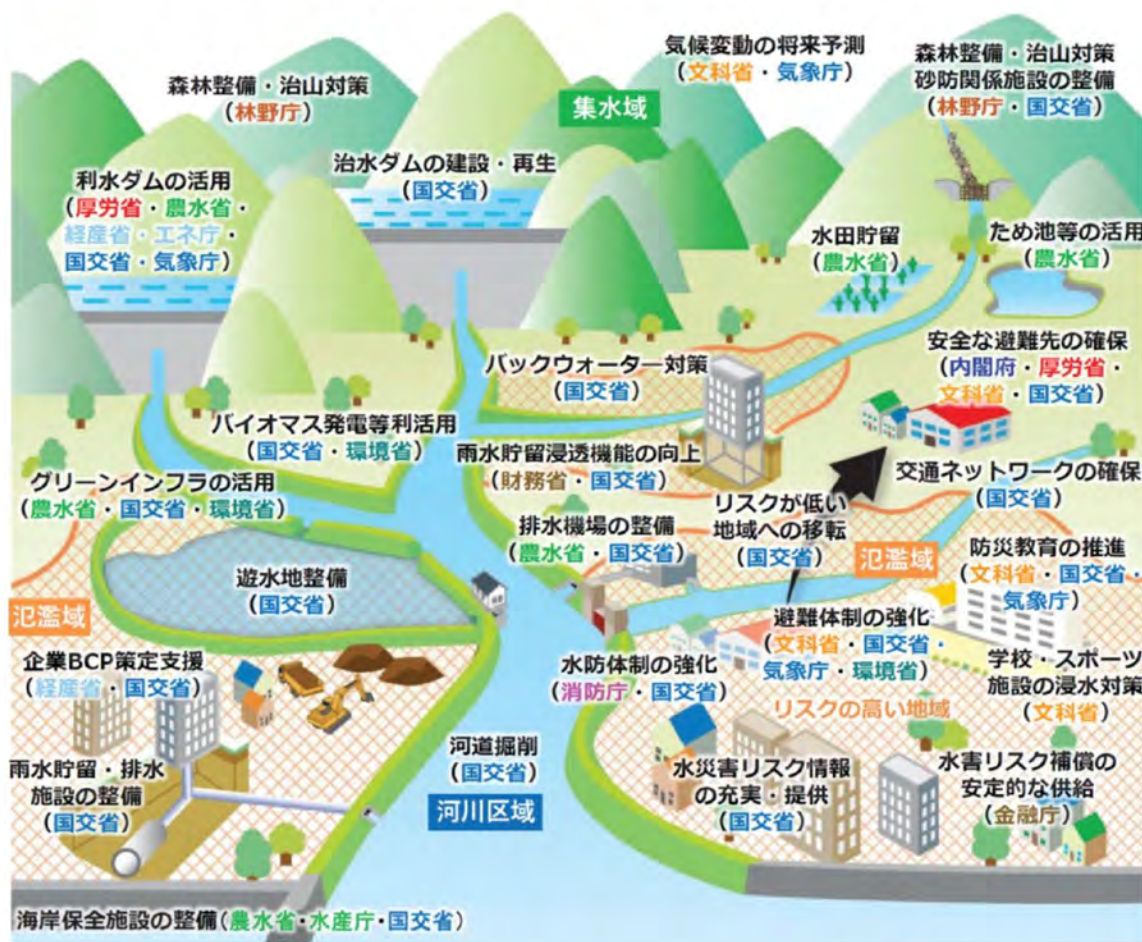 気候変動の将来予測
(文科省・気象庁)
森林整備・治山対策
砂防関係施設の整備
(林野庁・国交省)
森林整備・治山対策
(林野庁)
集水域
治水ダムの建設・再生
(国交省)
利水ダムの活用
(厚労省・農水省・
経産省・エネ庁・
国交省・気象庁)
水田貯留
(農水省)
ため池等の活用
(農水省)
安全な避難先の確保
(内閣府・厚労省・
文科省・国交省)
バックウォーター対策
(国交省)
バイオマス発電等利活用
(国交省・環境省)
雨水貯留浸透機能の向上
(財務省・国交省)
交通ネットワークの確保
(国交省)
グリーンインフラの活用
(農水省・国交省・環境省)
排水機場の整備
(農水省・国交省)
リスクが低い
地域への移転
(国交省)
氾濫域
防災教育の推進
(文科省・国交省・
気象庁)
遊水地整備
(国交省)
氾濫域
避難体制の強化
(文科省・国交省・
気象庁・環境省)
企業BCP策定支援
(経産省・国交省)
水防体制の強化
(消防庁・国交省)
学校・スポーツ
施設の浸水対策
(文科省)
リスクの高い地域
河道掘削
(国交省)
河川区域
雨水貯留・排水
施設の整備
(国交省)
水災害リスク情報
の充実・提供
(国交省)
水害リスク補償の
安定的な供給
(金融庁)
海岸保全施設の整備(農水省・水産庁・国交省)